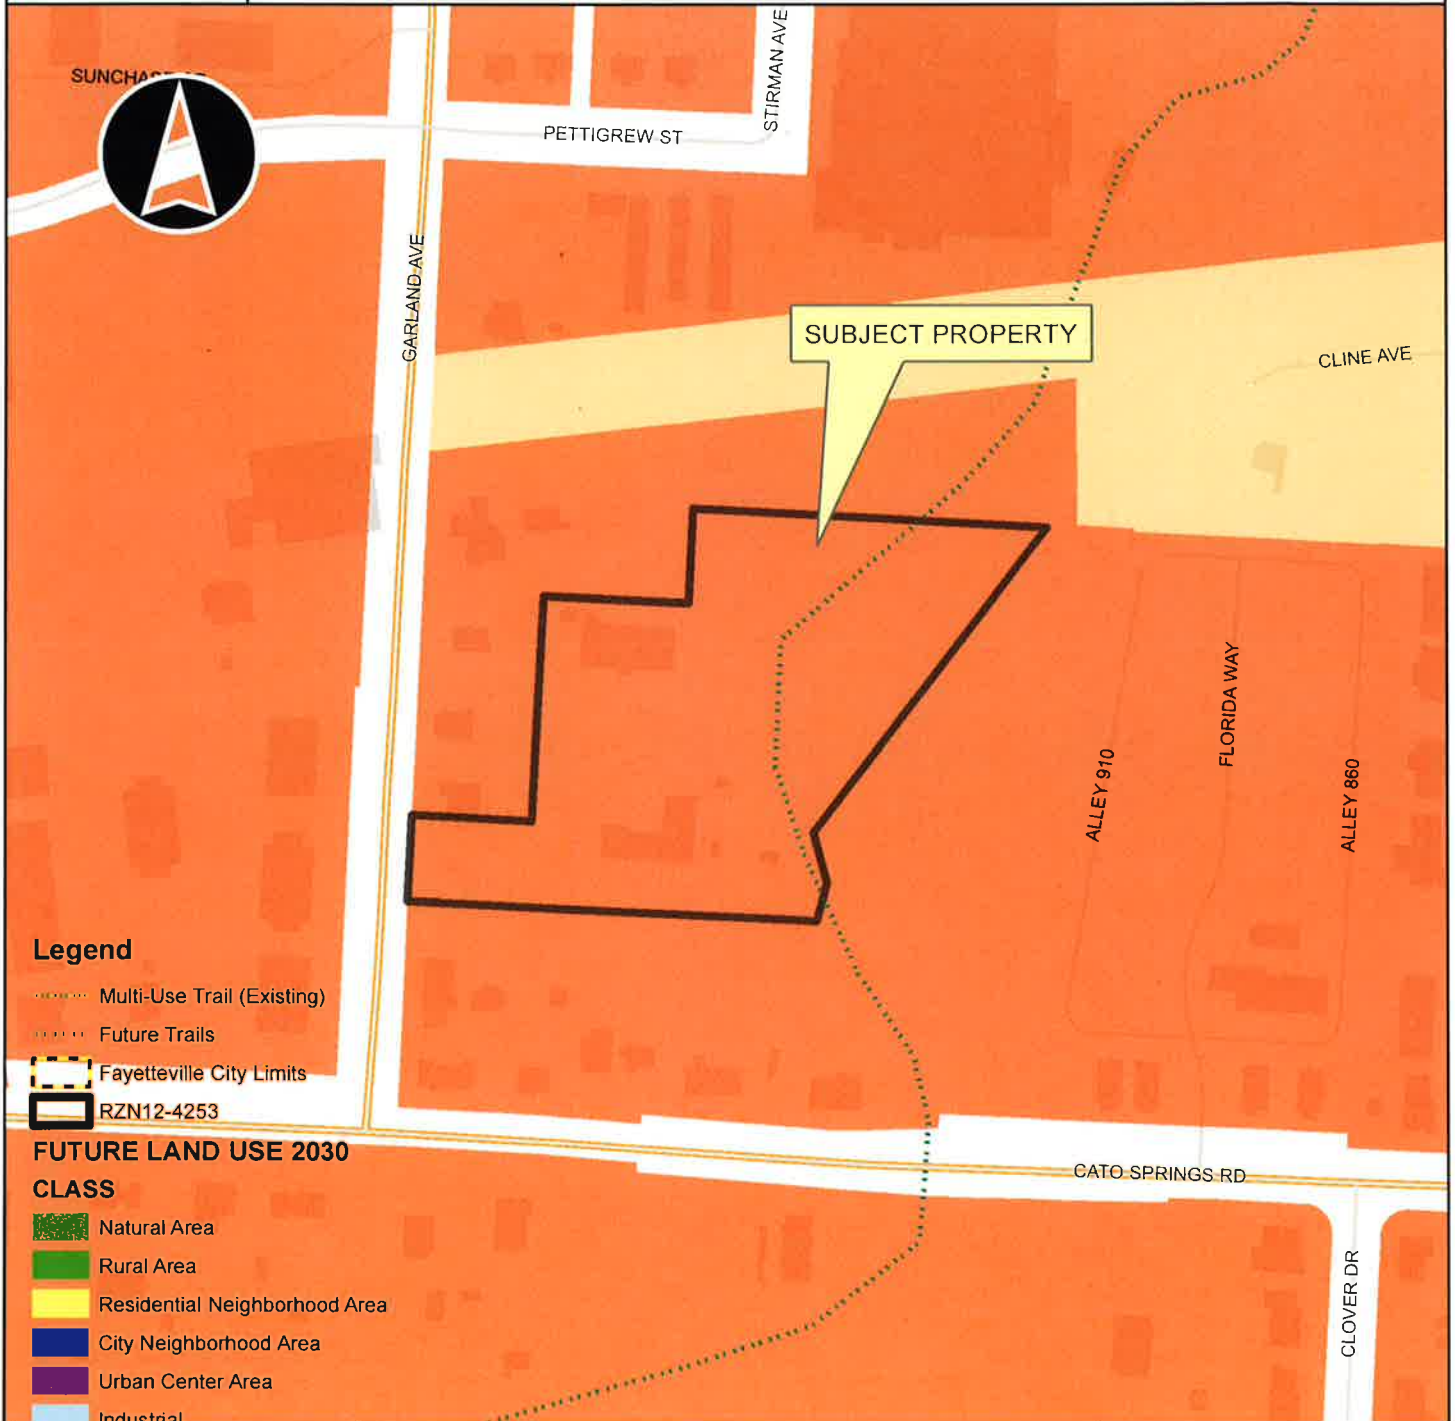 SUNCHASE
STIRMAN AVE
PETTIGREW ST
GARLAND AVE
SUBJECT PROPERTY
CLINE AVE
FLORIDA WAY
ALLEY 910
ALLEY 860
Legend
Multi-Use Trail (Existing)
Future Trails
Fayetteville City Limits
RZN12-4253
FUTURE LAND USE 2030
CATO SPRINGS RD
CLASS
Natural Area
Rural Area
Residential Neighborhood Area
City Neighborhood Area
CLOVER DR
Urban Center Area
Industrial